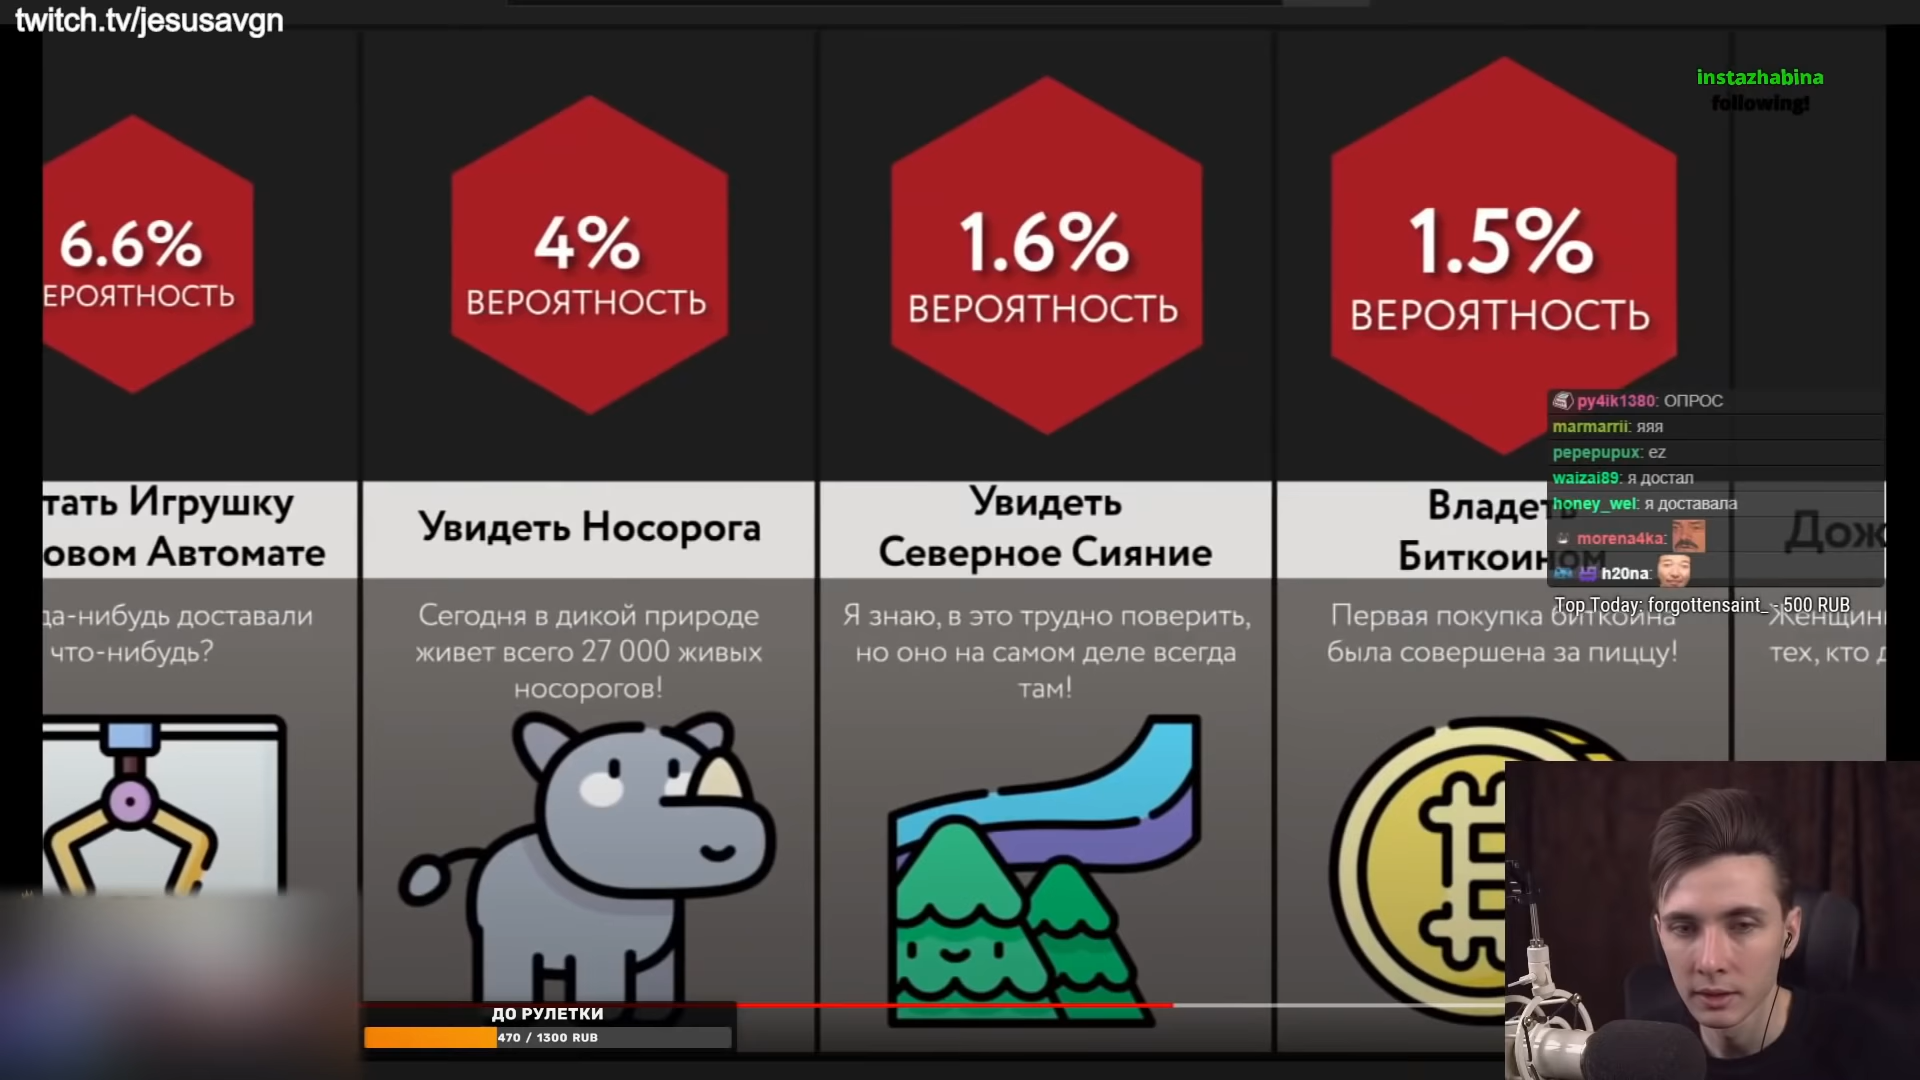 twitch.tv/jesusavgn
instazhabina
following!
6.6%
ЕРОЯТНОСТЬ
4%
ВЕРОЯТНОСТЬ
1.6%
ВЕРОЯТНОСТЬ
1.5%
ВЕРОЯТНОСТЬ
тать Игрушку
овом Автомате
да-нибудь доставали
что-нибудь?
Увидеть Носорога
Сегодня в дикой природе
живет всего 27 000 живых
носорогов!
Увидеть
Северное Сияние
Я знаю, в это трудно поверить,
но оно на самом деле всегда
там!
Владеть
Биткоином
Первая покупка биткоина
была совершена за пиццу!
Дож
Женщин
тех, кто д
py4ik1380: ОПРОС
marmarrii: яяя
pepepupux: ez
waizai89: я достал
honey_wel: я доставала
morena4ka:
h20na:
Top Today: forgottensaint_ - 500 RUB
ДО РУЛЕТКИ
470 / 1300 RUB